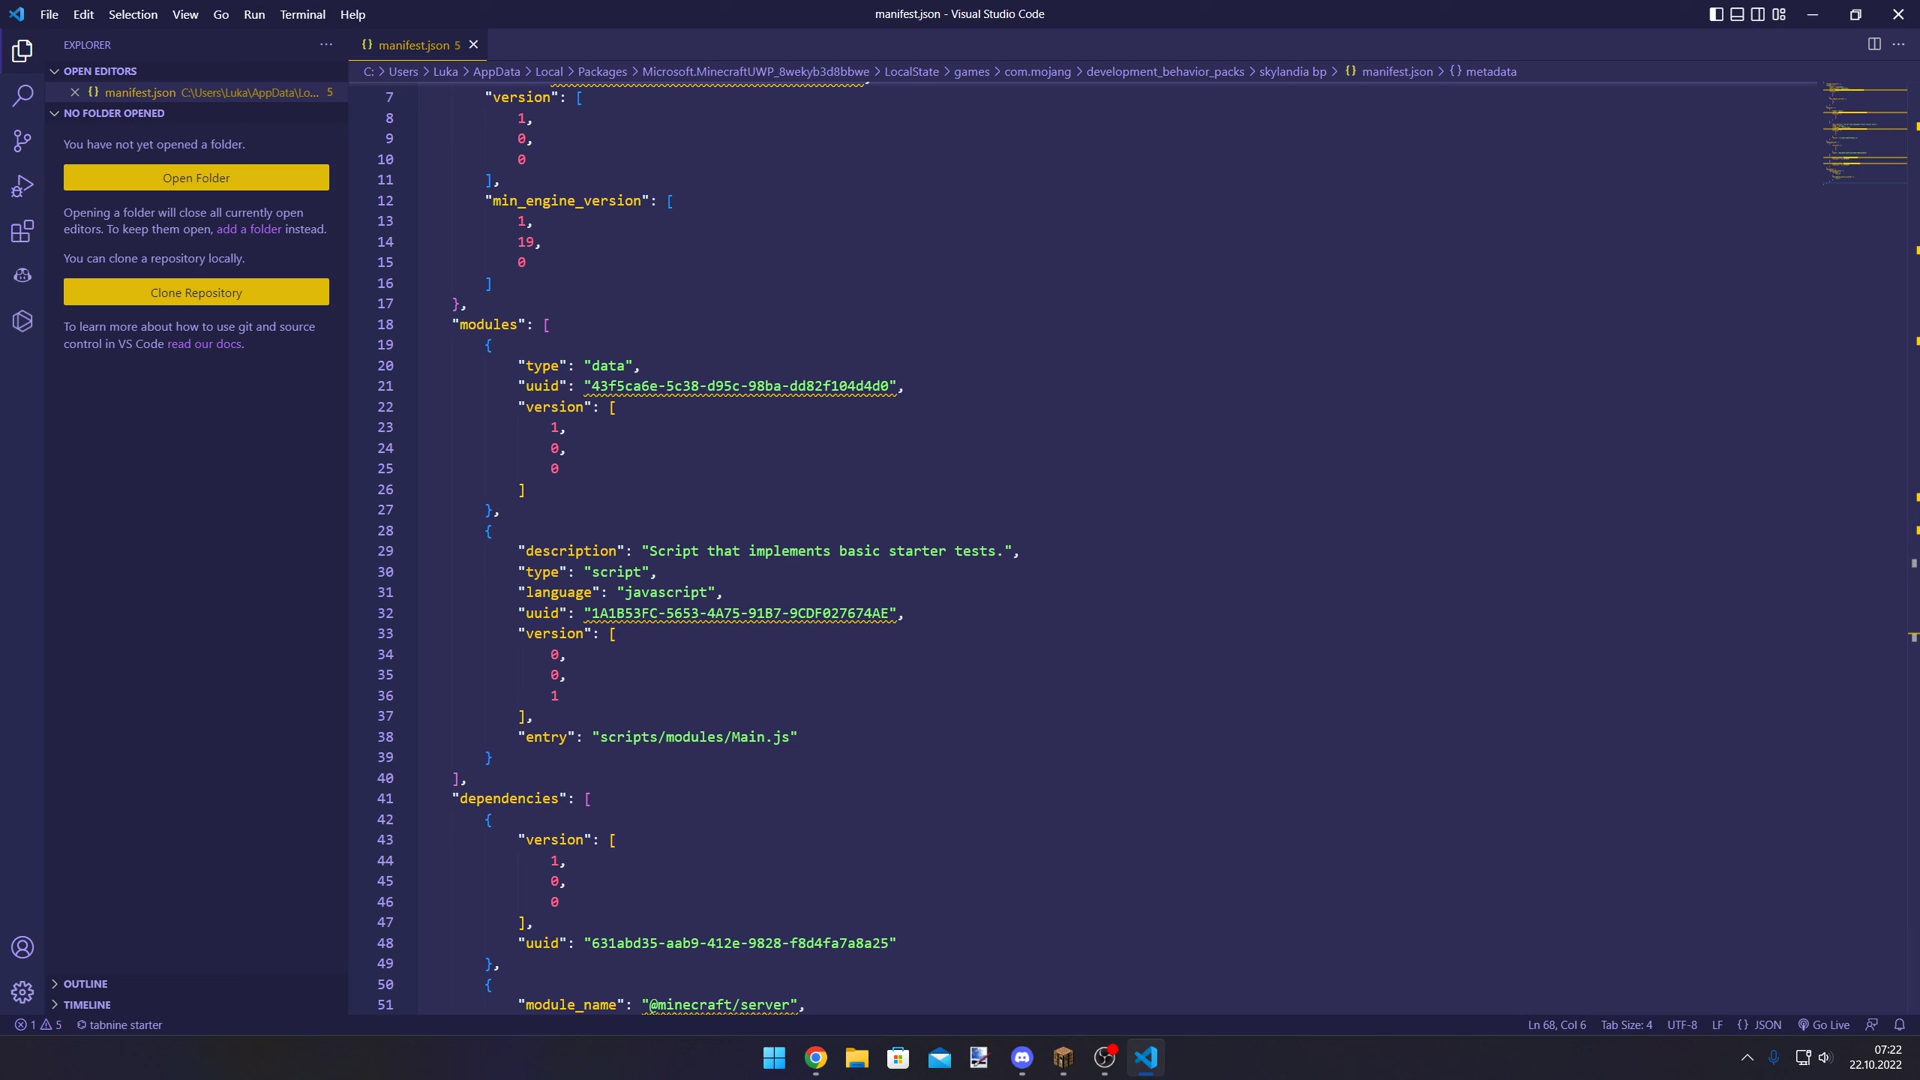 File Edit Selection View Go Run Terminal Help
manifest.json - Visual Studio Code
EXPLORER
OPEN EDITORS
manifest.json C:\Users\Luka\AppData\Lo... 5
NO FOLDER OPENED
You have not yet opened a folder.
Open Folder
Opening a folder will close all currently open
editors. To keep them open, add a folder instead.
You can clone a repository locally.
Clone Repository
To learn more about how to use git and source
control in VS Code read our docs.
OUTLINE
TIMELINE
{} manifest.json 5
C: > Users > Luka > AppData > Local > Packages > Microsoft.MinecraftUWP_8wekyb3d8bbwe > LocalState > games > com.mojang > development_behavior_packs > skylandia bp > {} manifest.json > {} metadata
7 "version": [
8 1,
9 0,
10 0
11 ],
12 "min_engine_version": [
13 1,
14 19,
15 0
16 ]
17 },
18 "modules": [
19 {
20 "type": "data",
21 "uuid": "43f5ca6e-5c38-d95c-98ba-dd82f104d4d0",
22 "version": [
23 1,
24 0,
25 0
26 ]
27 },
28 {
29 "description": "Script that implements basic starter tests.",
30 "type": "script",
31 "language": "javascript",
32 "uuid": "1A1B53FC-5653-4A75-91B7-9CDF027674AE",
33 "version": [
34 0,
35 0,
36 1
37 ],
38 "entry": "scripts/modules/Main.js"
39 }
40 ],
41 "dependencies": [
42 {
43 "version": [
44 1,
45 0,
46 0
47 ],
48 "uuid": "631abd35-aab9-412e-9828-f8d4fa7a8a25"
49 },
50 {
51 "module_name": "@minecraft/server",
1 5 tabnine starter
Ln 68, Col 6 Tab Size: 4 UTF-8 LF {} JSON Go Live
07:22
22.10.2022